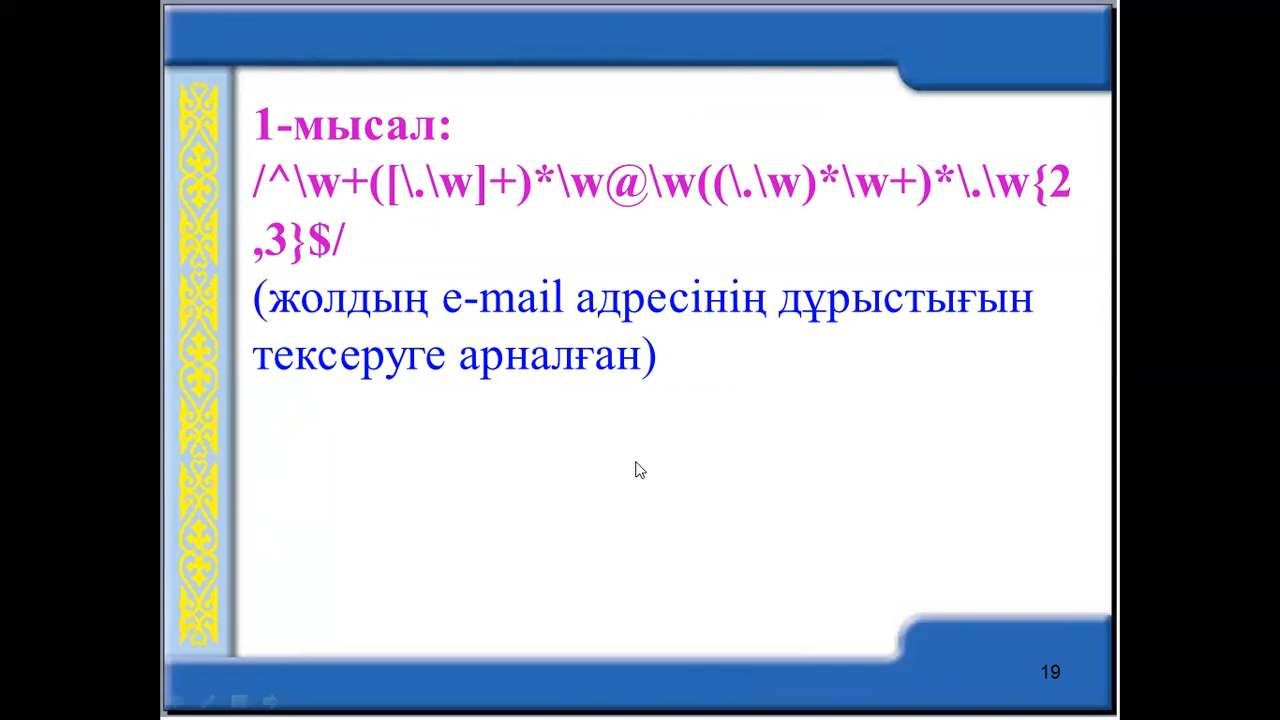 1-мысал:
/^\w+([\.\w]+)*\w@\w((\.\w)*\w+)*\.\w{2
,3}$/
(жолдың e-mail адресінің дұрыстығын
тексеруге арналған)
19